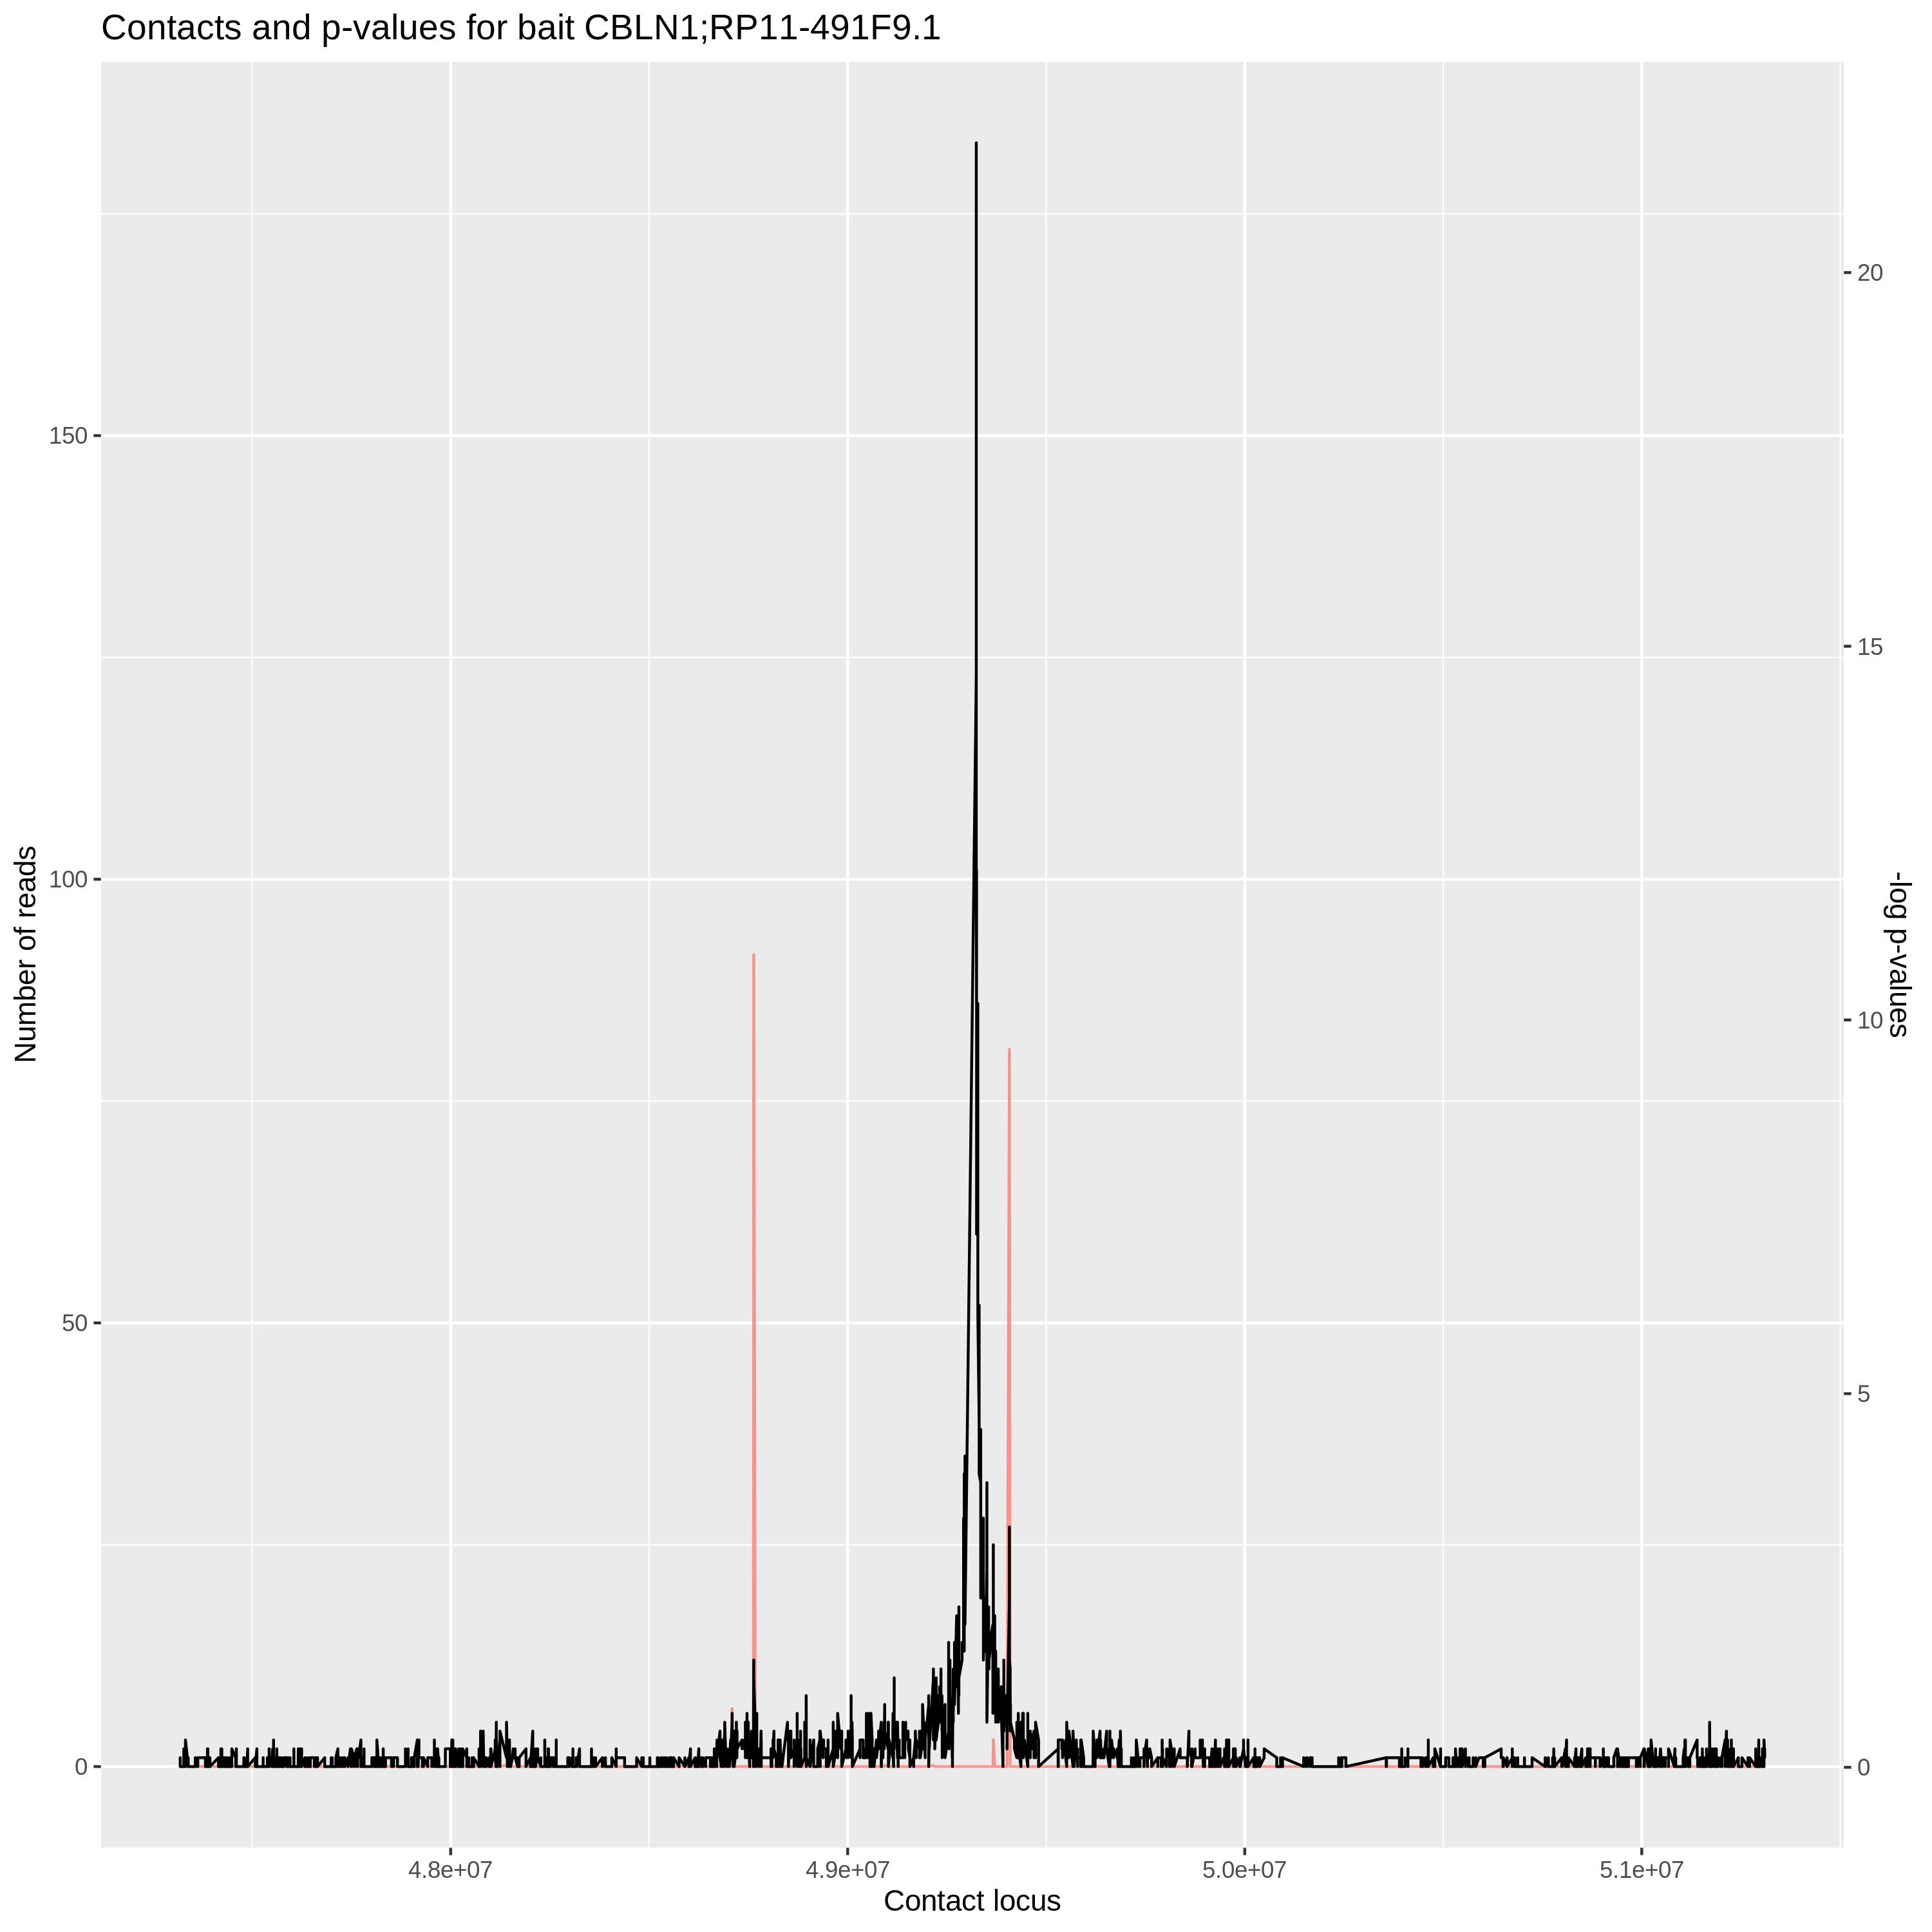 Contacts and p-values for bait CBLN1;RP11-491F9.1
150
100
50
0
Number of reads
20
15
10
5
0
-log p-values
4.8e+07
4.9e+07
5.0e+07
5.1e+07
Contact locus